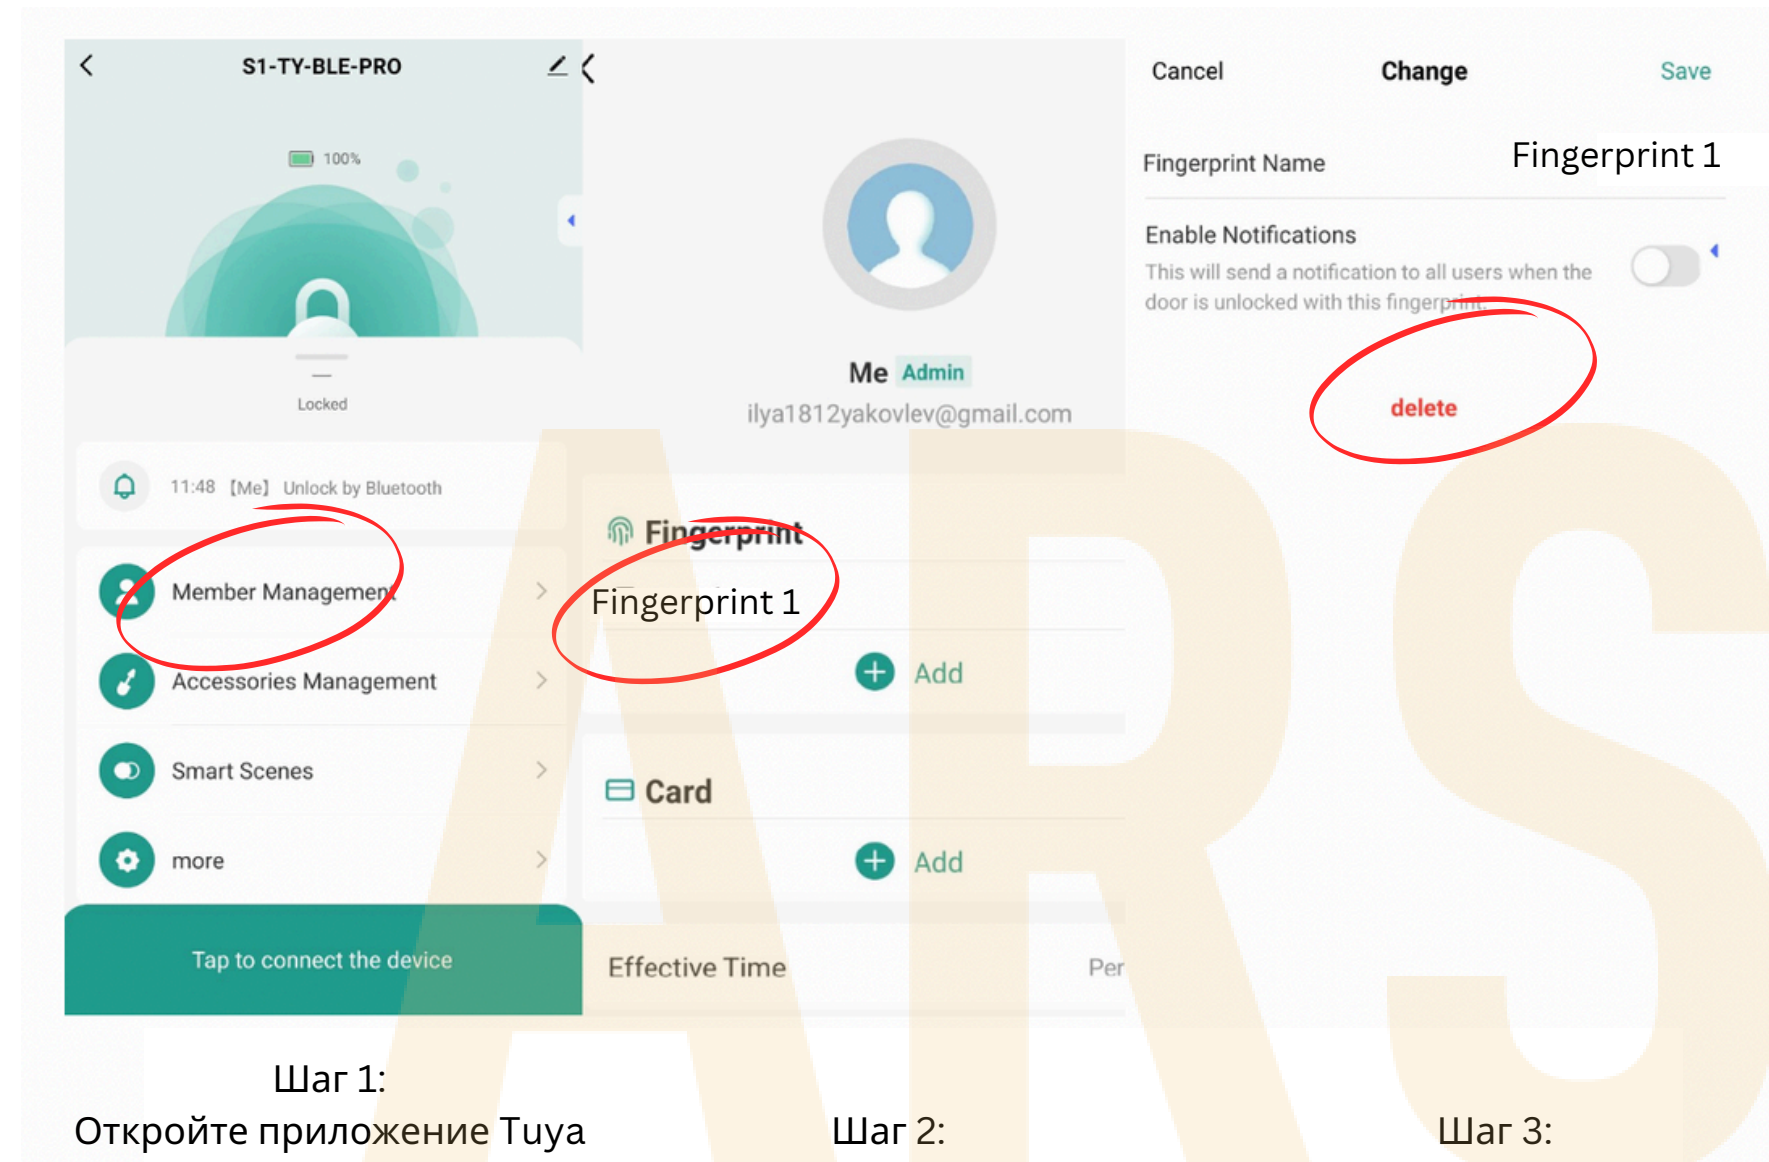 S1-TY-BLE-PRO
100%
Locked
11:48 【Me】 Unlock by Bluetooth
Member Management
Accessories Management
Smart Scenes
more
Tap to connect the device
Шаг 1:
Откройте приложение Tuya
Me Admin
ilya1812yakovlev@gmail.com
Fingerprint
Fingerprint 1
Add
Card
Add
Effective Time Per
Шаг 2:
Cancel Change Save
Fingerprint Name Fingerprint 1
Enable Notifications
This will send a notification to all users when the
door is unlocked with this fingerprint.
delete
Шаг 3:
ARS